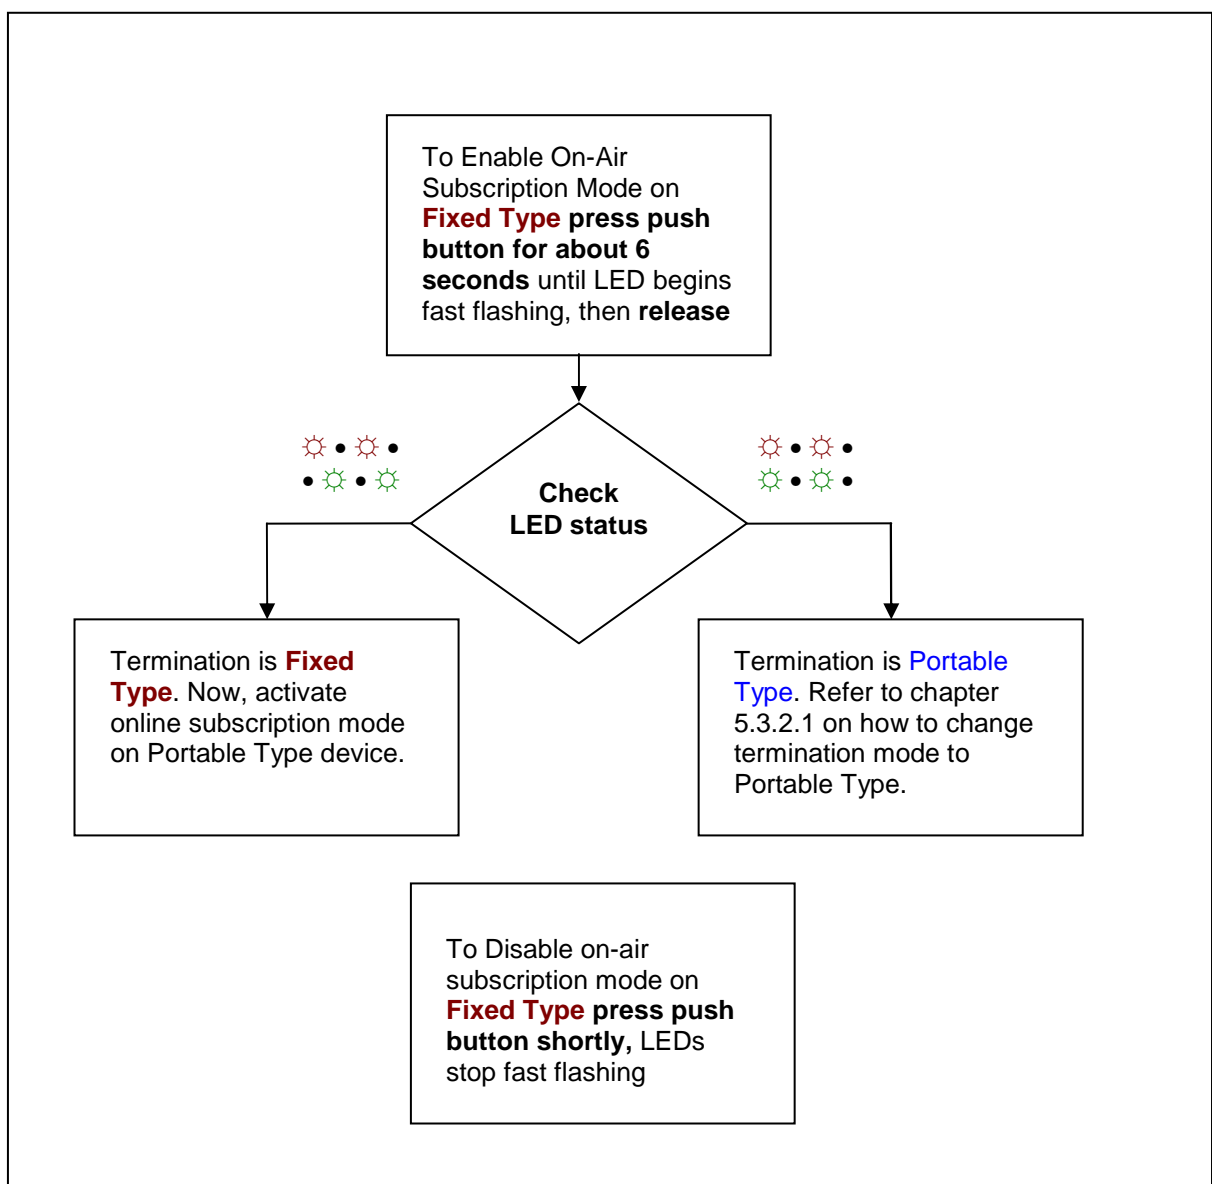 To Enable On-Air
Subscription Mode on
Fixed Type press push
button for about 6
seconds until LED begins
fast flashing, then release
Check
LED status
Termination is Fixed
Type. Now, activate
online subscription mode
on Portable Type device.
Termination is Portable
Type. Refer to chapter
5.3.2.1 on how to change
termination mode to
Portable Type.
To Disable on-air
subscription mode on
Fixed Type press push
button shortly, LEDs
stop fast flashing